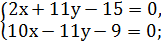 2x + 11y – 15 = 0,
10x – 11y – 9 = 0;